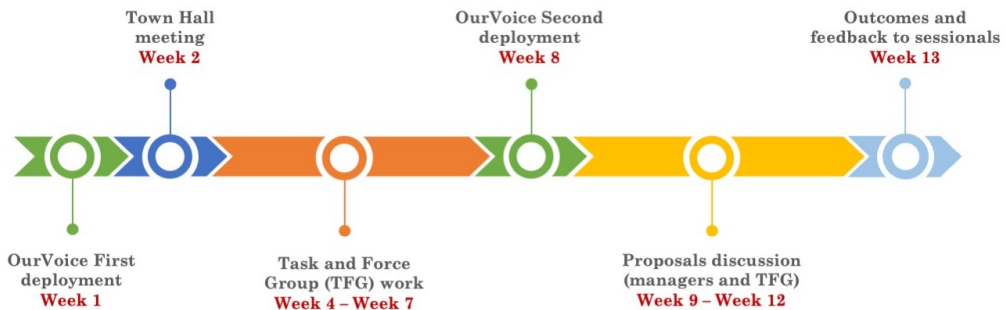 Town Hall
meeting
Week 2
OurVoice Second
deployment
Week 8
Outcomes and
feedback to sessionals
Week 13
OurVoice First
deployment
Week 1
Task and Force
Group (TFG) work
Week 4 – Week 7
Proposals discussion
(managers and TFG)
Week 9 – Week 12